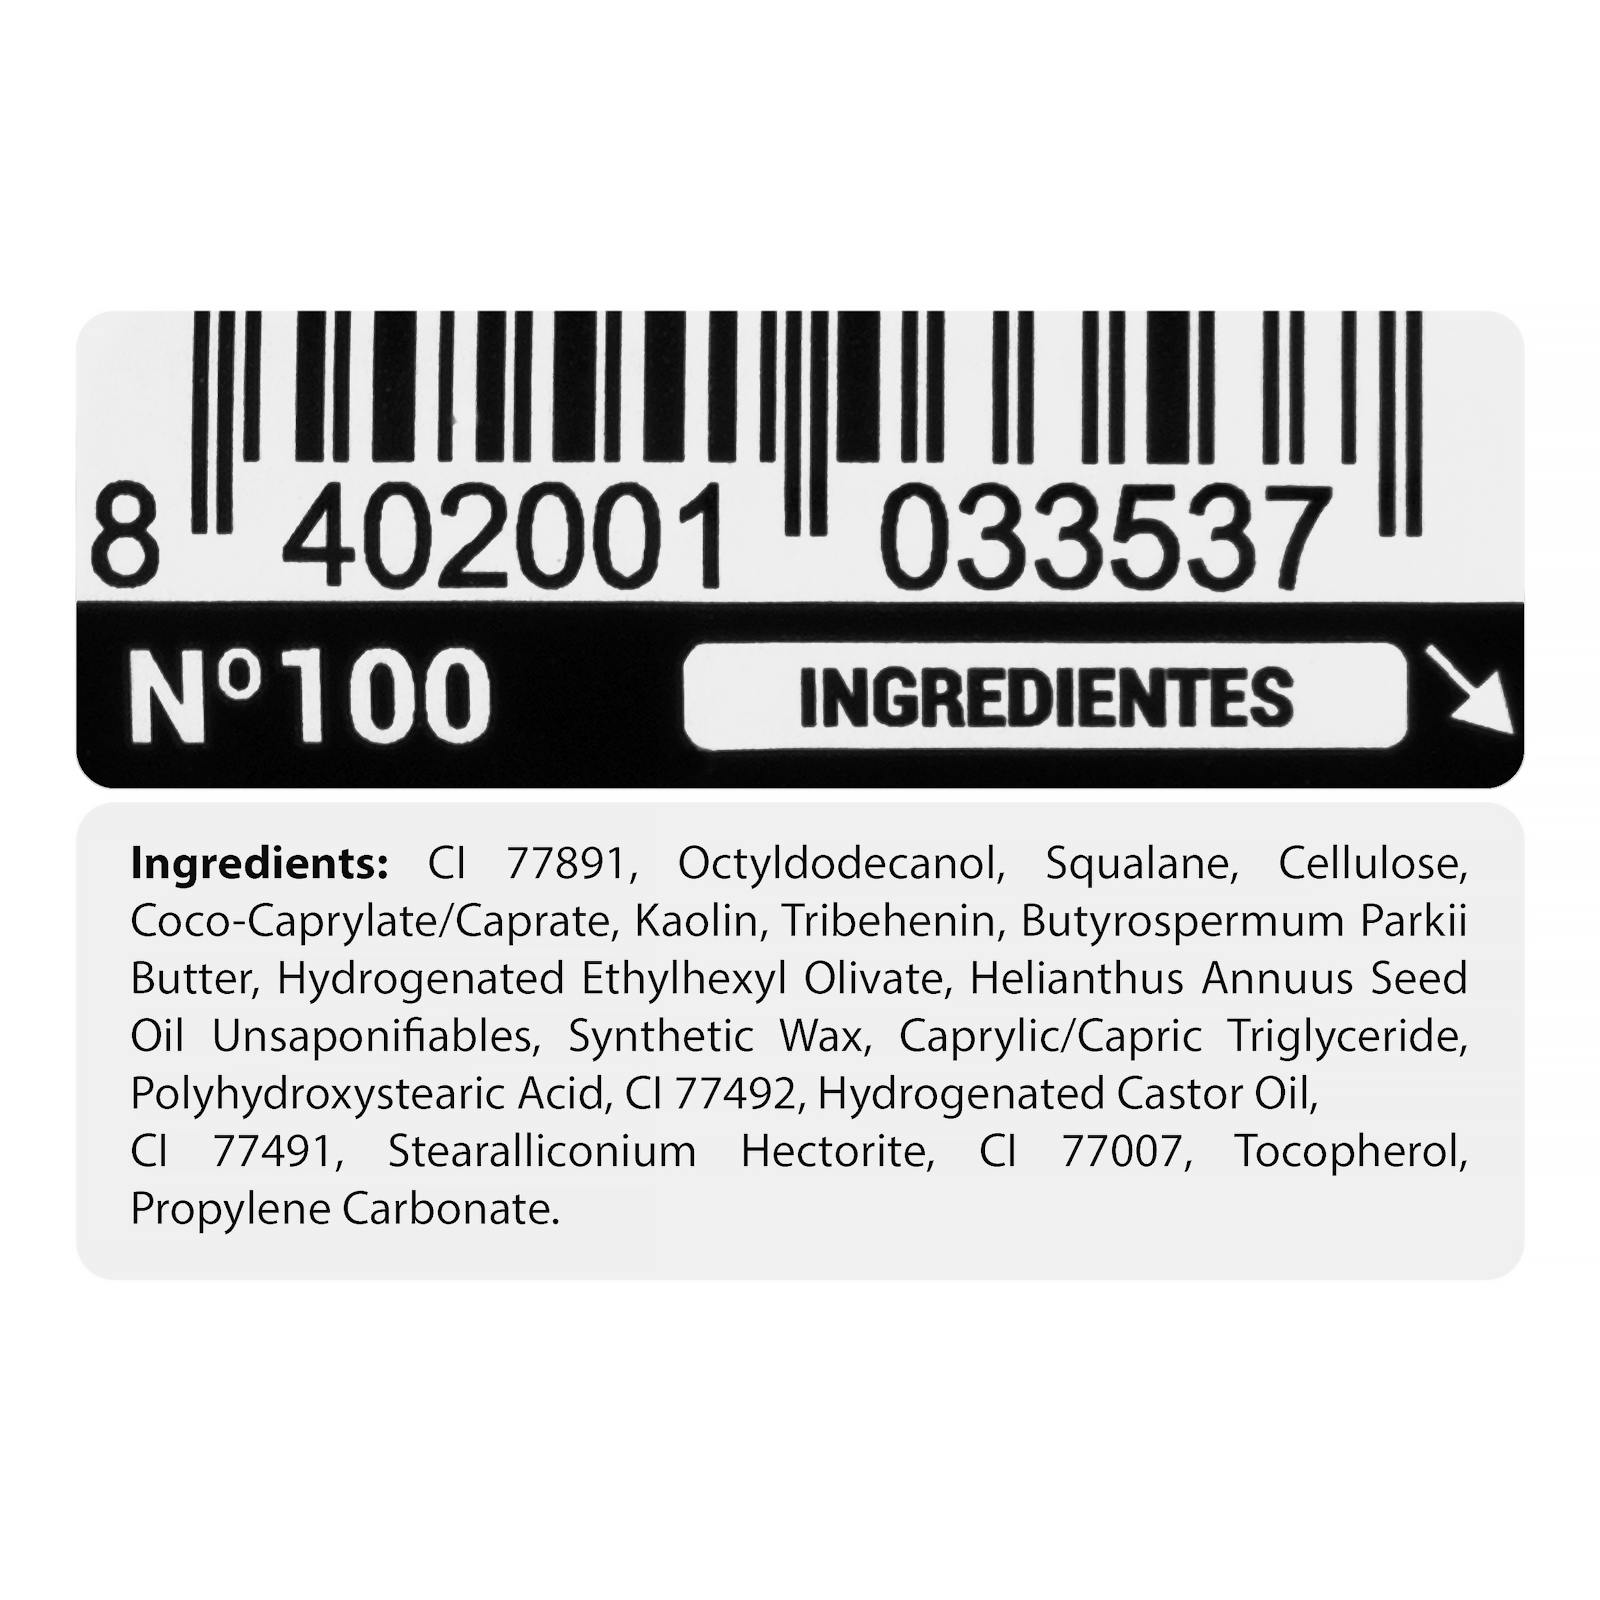 8 402001 033537
Nº100 INGREDIENTES
Ingredients: CI 77891, Octyldodecanol, Squalane, Cellulose,
Coco-Caprylate/Caprate, Kaolin, Tribehenin, Butyrospermum Parkii
Butter, Hydrogenated Ethylhexyl Olivate, Helianthus Annuus Seed
Oil Unsaponifiables, Synthetic Wax, Caprylic/Capric Triglyceride,
Polyhydroxystearic Acid, CI 77492, Hydrogenated Castor Oil,
CI 77491, Stearalliconium Hectorite, CI 77007, Tocopherol,
Propylene Carbonate.